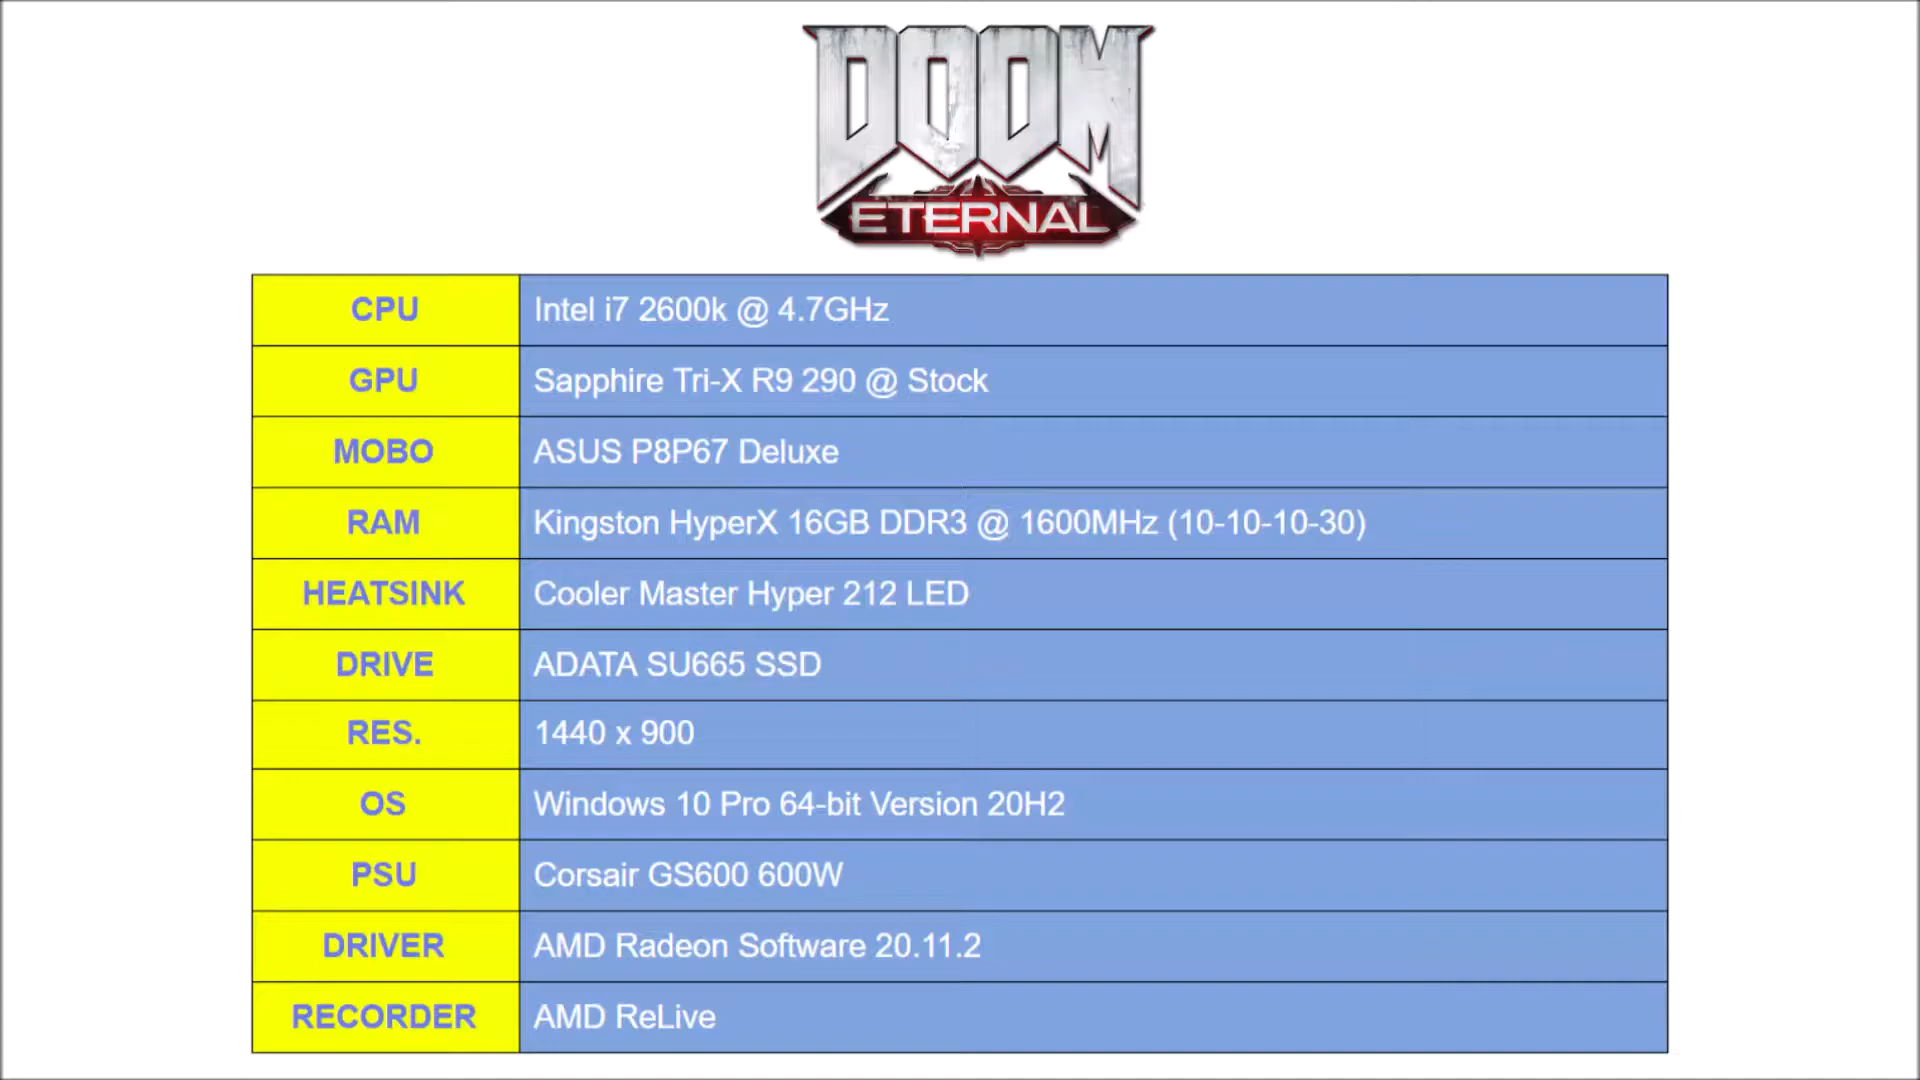 DOOM
ETERNAL
CPU Intel i7 2600k @ 4.7GHz
GPU Sapphire Tri-X R9 290 @ Stock
MOBO ASUS P8P67 Deluxe
RAM Kingston HyperX 16GB DDR3 @ 1600MHz (10-10-10-30)
HEATSINK Cooler Master Hyper 212 LED
DRIVE ADATA SU665 SSD
RES. 1440 x 900
OS Windows 10 Pro 64-bit Version 20H2
PSU Corsair GS600 600W
DRIVER AMD Radeon Software 20.11.2
RECORDER AMD ReLive